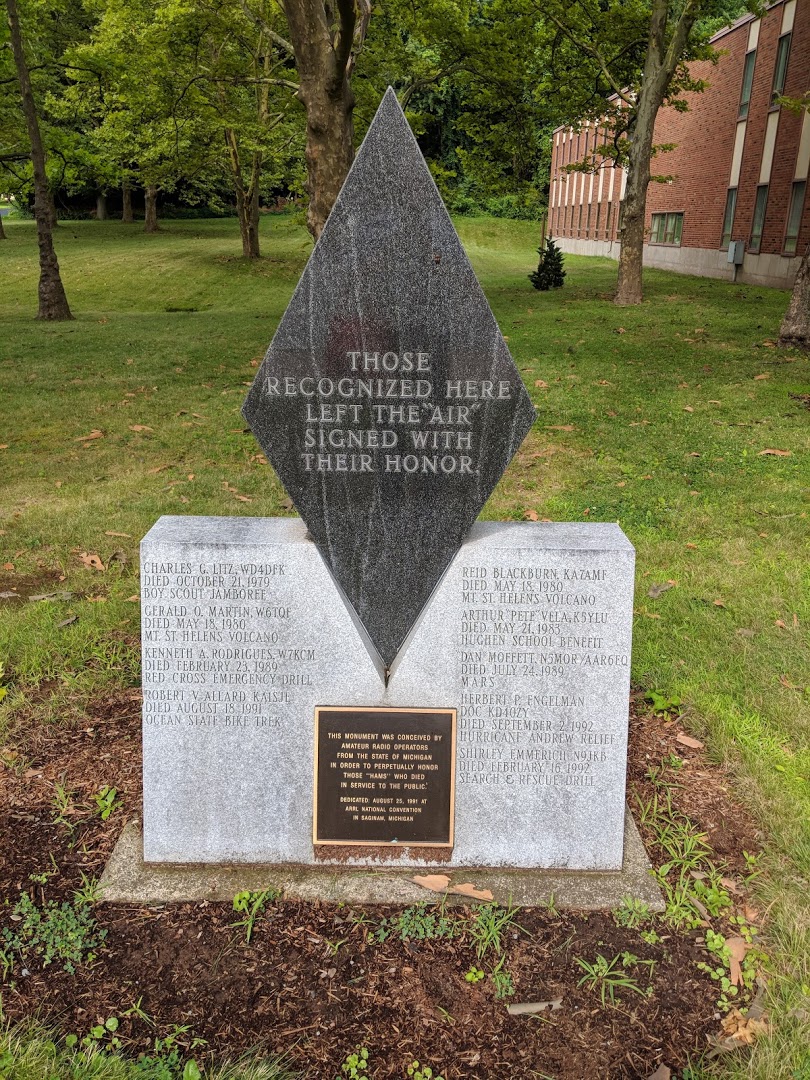 THOSE
RECOGNIZED HERE
LEFT THE "AIR"
SIGNED WITH
THEIR HONOR.
CHARLES G. LITZ, WD4DFK
DIED OCTOBER 21, 1979
BOY SCOUT JAMBOREE
GERALD O. MARTIN, W6TQF
DIED MAY 18, 1980
MT. ST. HELENS VOLCANO
KENNETH A. RODRIGUES, W7KCM
DIED FEBRUARY 23, 1989
RED CROSS EMERGENCY DRILL
ROBERT V. ALLARD KA1SJL
DIED AUGUST 18, 1991
OCEAN STATE BIKE TREK
REID BLACKBURN, KA7AMF
DIED MAY 18, 1980
MT. ST. HELENS VOLCANO
ARTHUR "PETE" VELA, K5YLU
DIED MAY 21, 1983
HUGHEN SCHOOL BENEFIT
DAN MOFFETT, N5MOR/AAR6FQ
DIED JULY 24, 1989
M A R S
HERBERT P. ENGELMAN
DOC KD4QZY
DIED SEPTEMBER 2, 1992
HURRICANE ANDREW RELIEF
SHIRLEY EMMERICH, N9JKB
DIED FEBRUARY 16, 1992
SEARCH & RESCUE DRILL
THIS MONUMENT WAS CONCEIVED BY
AMATEUR RADIO OPERATORS
FROM THE STATE OF MICHIGAN
IN ORDER TO PERPETUALLY HONOR
THOSE "HAMS" WHO DIED
IN SERVICE TO THE PUBLIC.
DEDICATED: AUGUST 25, 1991 AT
ARRL NATIONAL CONVENTION
IN SAGINAW, MICHIGAN